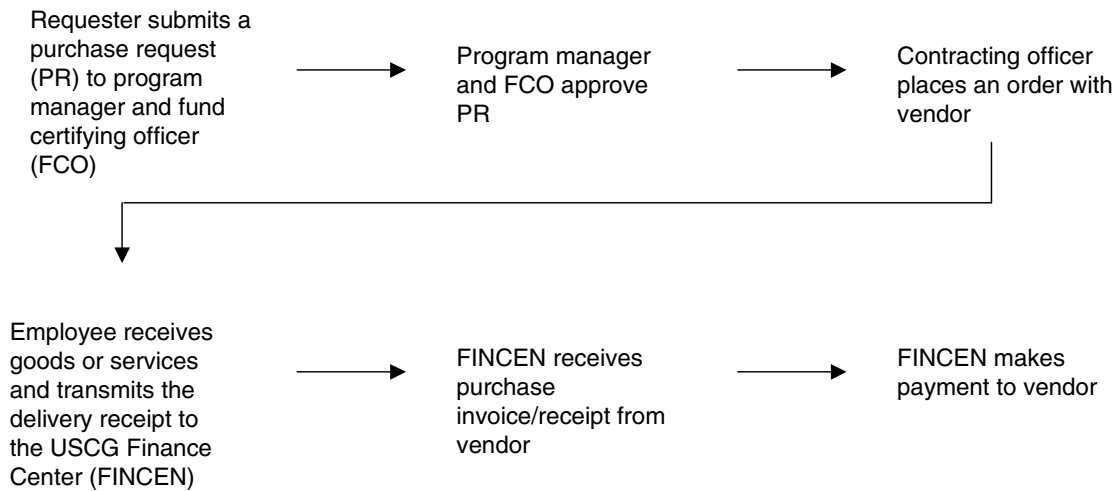 Requester submits a
purchase request
(PR) to program
manager and fund
certifying officer
(FCO)
Program manager
and FCO approve
PR
Contracting officer
places an order with
vendor
Employee receives
goods or services
and transmits the
delivery receipt to
the USCG Finance
Center (FINCEN)
FINCEN receives
purchase
invoice/receipt from
vendor
FINCEN makes
payment to vendor